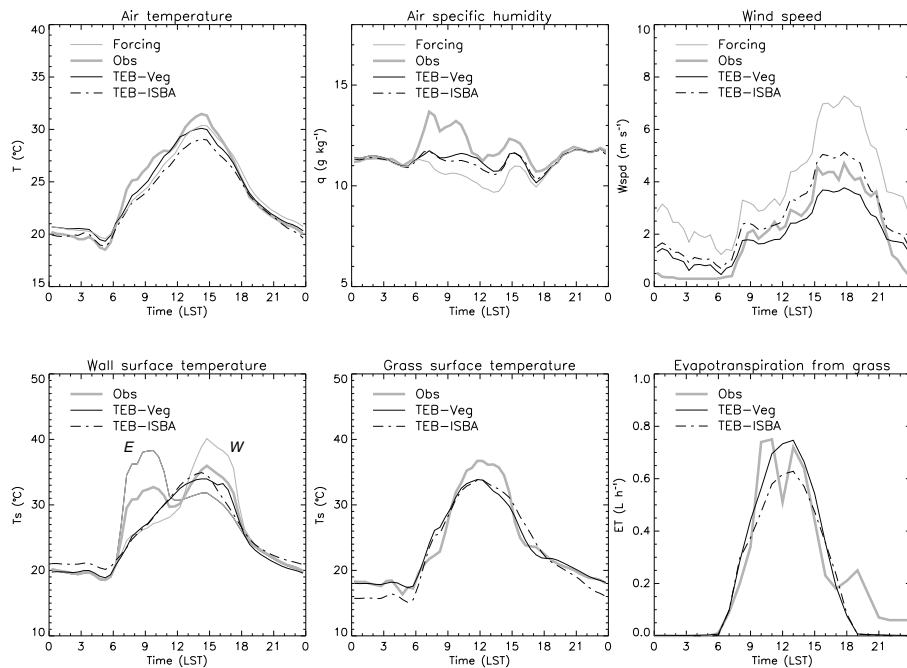 Air temperature
40
35
30
25
20
15
T (°C)
Forcing
Obs
TEB-Veg
TEB-ISBA
0 3 6 9 12 15 18 21 0
Time (LST)
Air specific humidity
17
11
5
q (g kg⁻¹)
Forcing
Obs
TEB-Veg
TEB-ISBA
0 3 6 9 12 15 18 21 0
Time (LST)
Wind speed
10
8
6
4
2
0
Wspd (m s⁻¹)
Forcing
Obs
TEB-Veg
TEB-ISBA
0 3 6 9 12 15 18 21
Time (LST)
Wall surface temperature
50
40
30
20
10
Ts (°C)
Obs
TEB-Veg
TEB-ISBA
E W
0 3 6 9 12 15 18 21 0
Time (LST)
Grass surface temperature
50
40
30
20
10
Ts (°C)
Obs
TEB-Veg
TEB-ISBA
0 3 6 9 12 15 18 21 0
Time (LST)
Evapotranspiration from grass
1.0
0.8
0.6
0.4
0.2
0.0
ET (L h⁻¹)
Obs
TEB-Veg
TEB-ISBA
0 3 6 9 12 15 18 21
Time (LST)